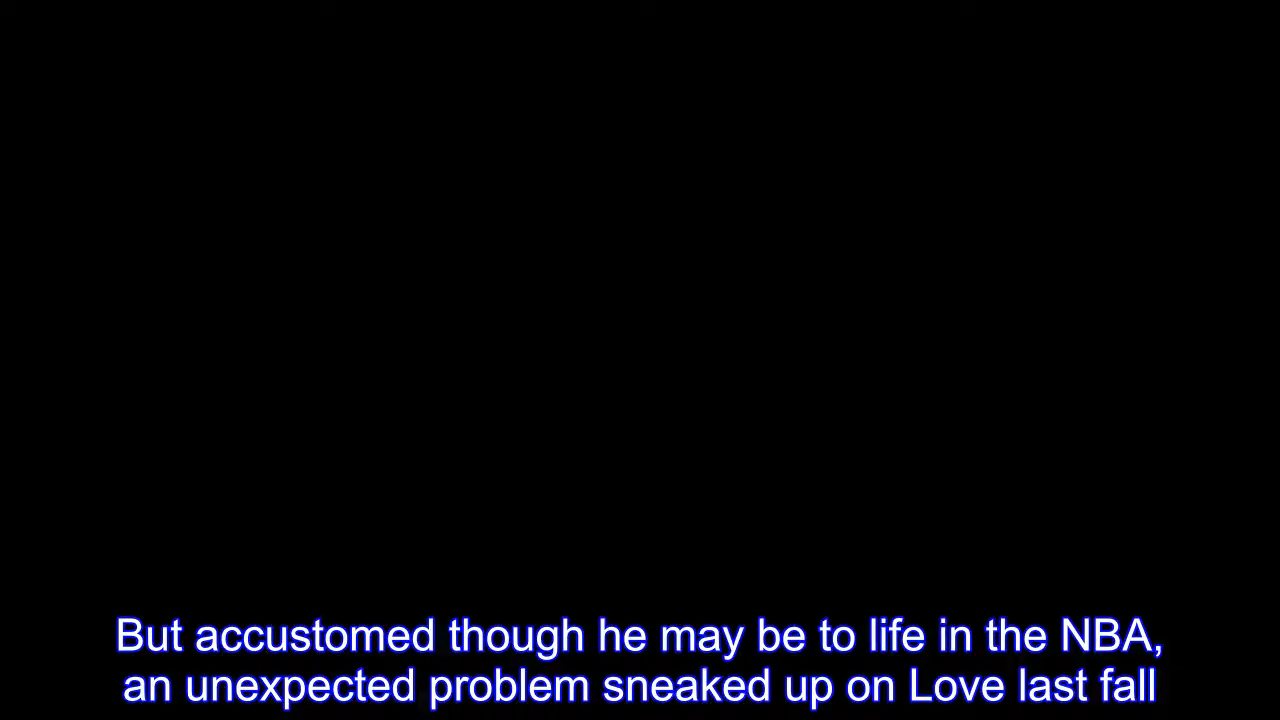 But accustomed though he may be to life in the NBA,
an unexpected problem sneaked up on Love last fall